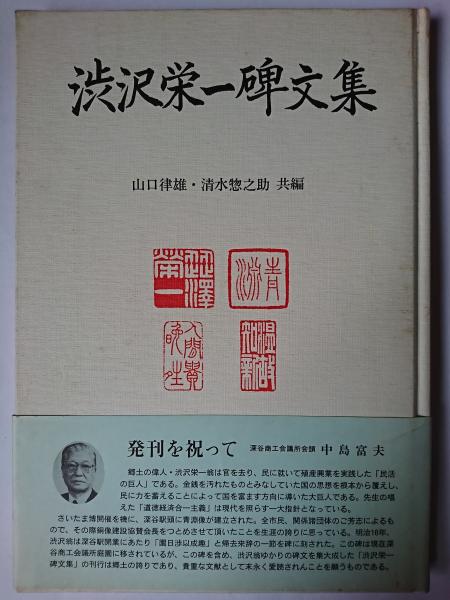 渋沢栄一碑文集
山口律雄・清水惣之助 共編
澁澤
榮一
青淵
人間貴
晩晴
温故
知新
発刊を祝って
深谷商工会議所会頭 中島富夫
郷土の偉人・渋沢栄一翁は官を去り、民に就いて殖産興業を実践した「民活
の巨人」である。金銭を汚れたものとみなしていた国の思想を根本から覆えし、
民に力を蓄えることによって国を富ます方向に導いた大巨人である。先生の唱
えた「道徳経済合一主義」は現代を照らす一大指針となっている。
さいたま博開催を機に、深谷駅頭に青淵像が建立された。全市民、関係諸団体のご芳志によるも
ので、その際銅像建設協賛会長をつとめさせて頂いたことを生涯の誇りに思っている。明治18年、
渋沢翁は深谷駅開業にあたり「園日渉以成趣」と帰去来辞の一節を碑に刻された。この碑は現在深
谷商工会議所庭園に移されているが、この碑を含め、渋沢翁ゆかりの碑文を集大成した「渋沢栄一
碑文集」の刊行は郷土の誇りであり、貴重な文献として末永く愛読されんことを願うものである。